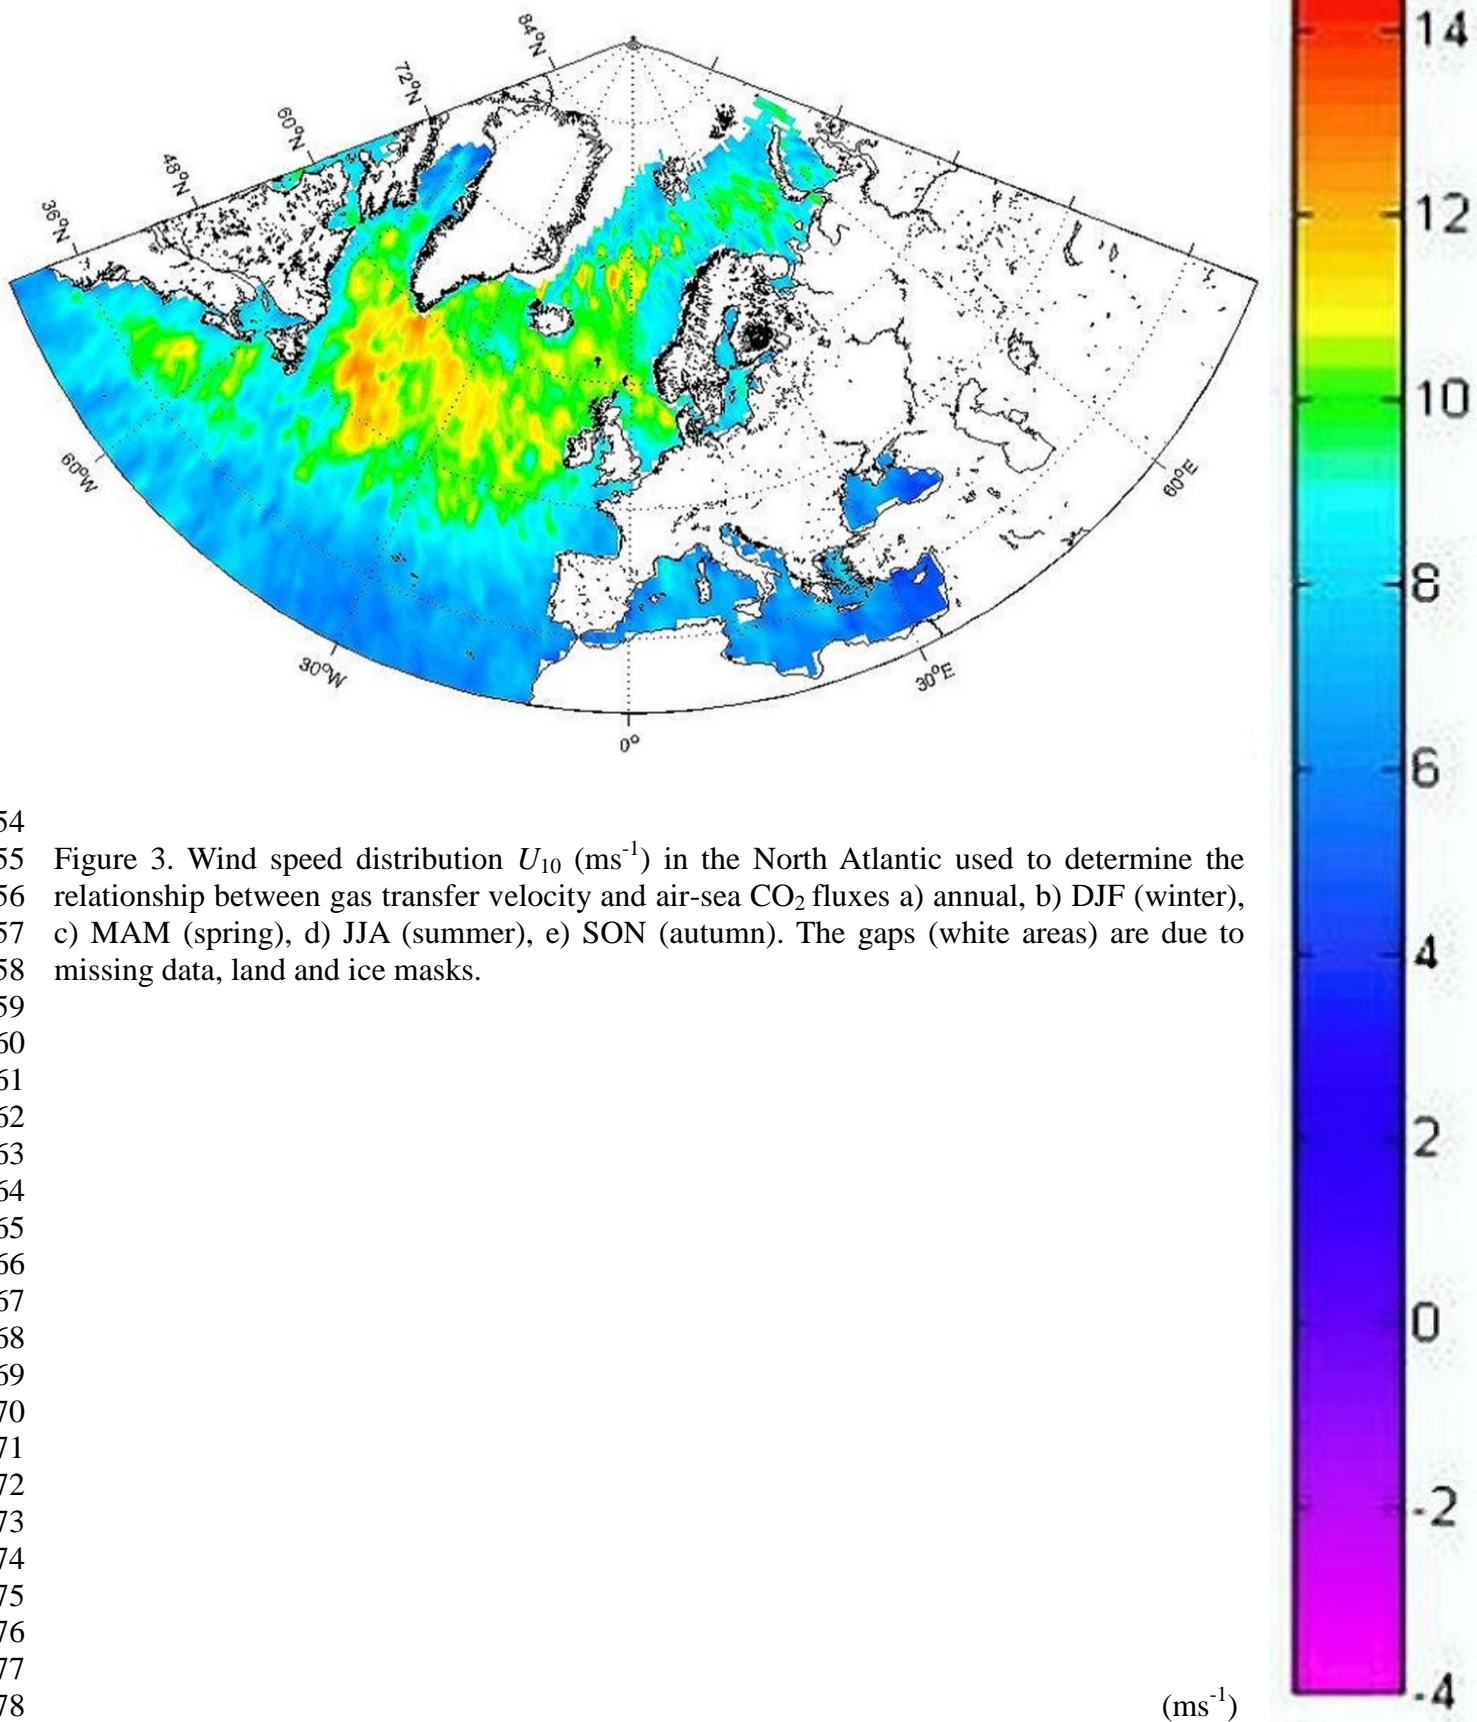 84°N
72°N
60°N
48°N
36°N
60°W
30°W
0°
30°E
60°E
14
12
10
8
6
4
2
0
-2
-4
54
55 Figure 3. Wind speed distribution U10 (ms-1) in the North Atlantic used to determine the
56 relationship between gas transfer velocity and air-sea CO2 fluxes a) annual, b) DJF (winter),
57 c) MAM (spring), d) JJA (summer), e) SON (autumn). The gaps (white areas) are due to
58 missing data, land and ice masks.
59
60
61
62
63
64
65
66
67
68
69
70
71
72
73
74
75
76
77
78 (ms-1)